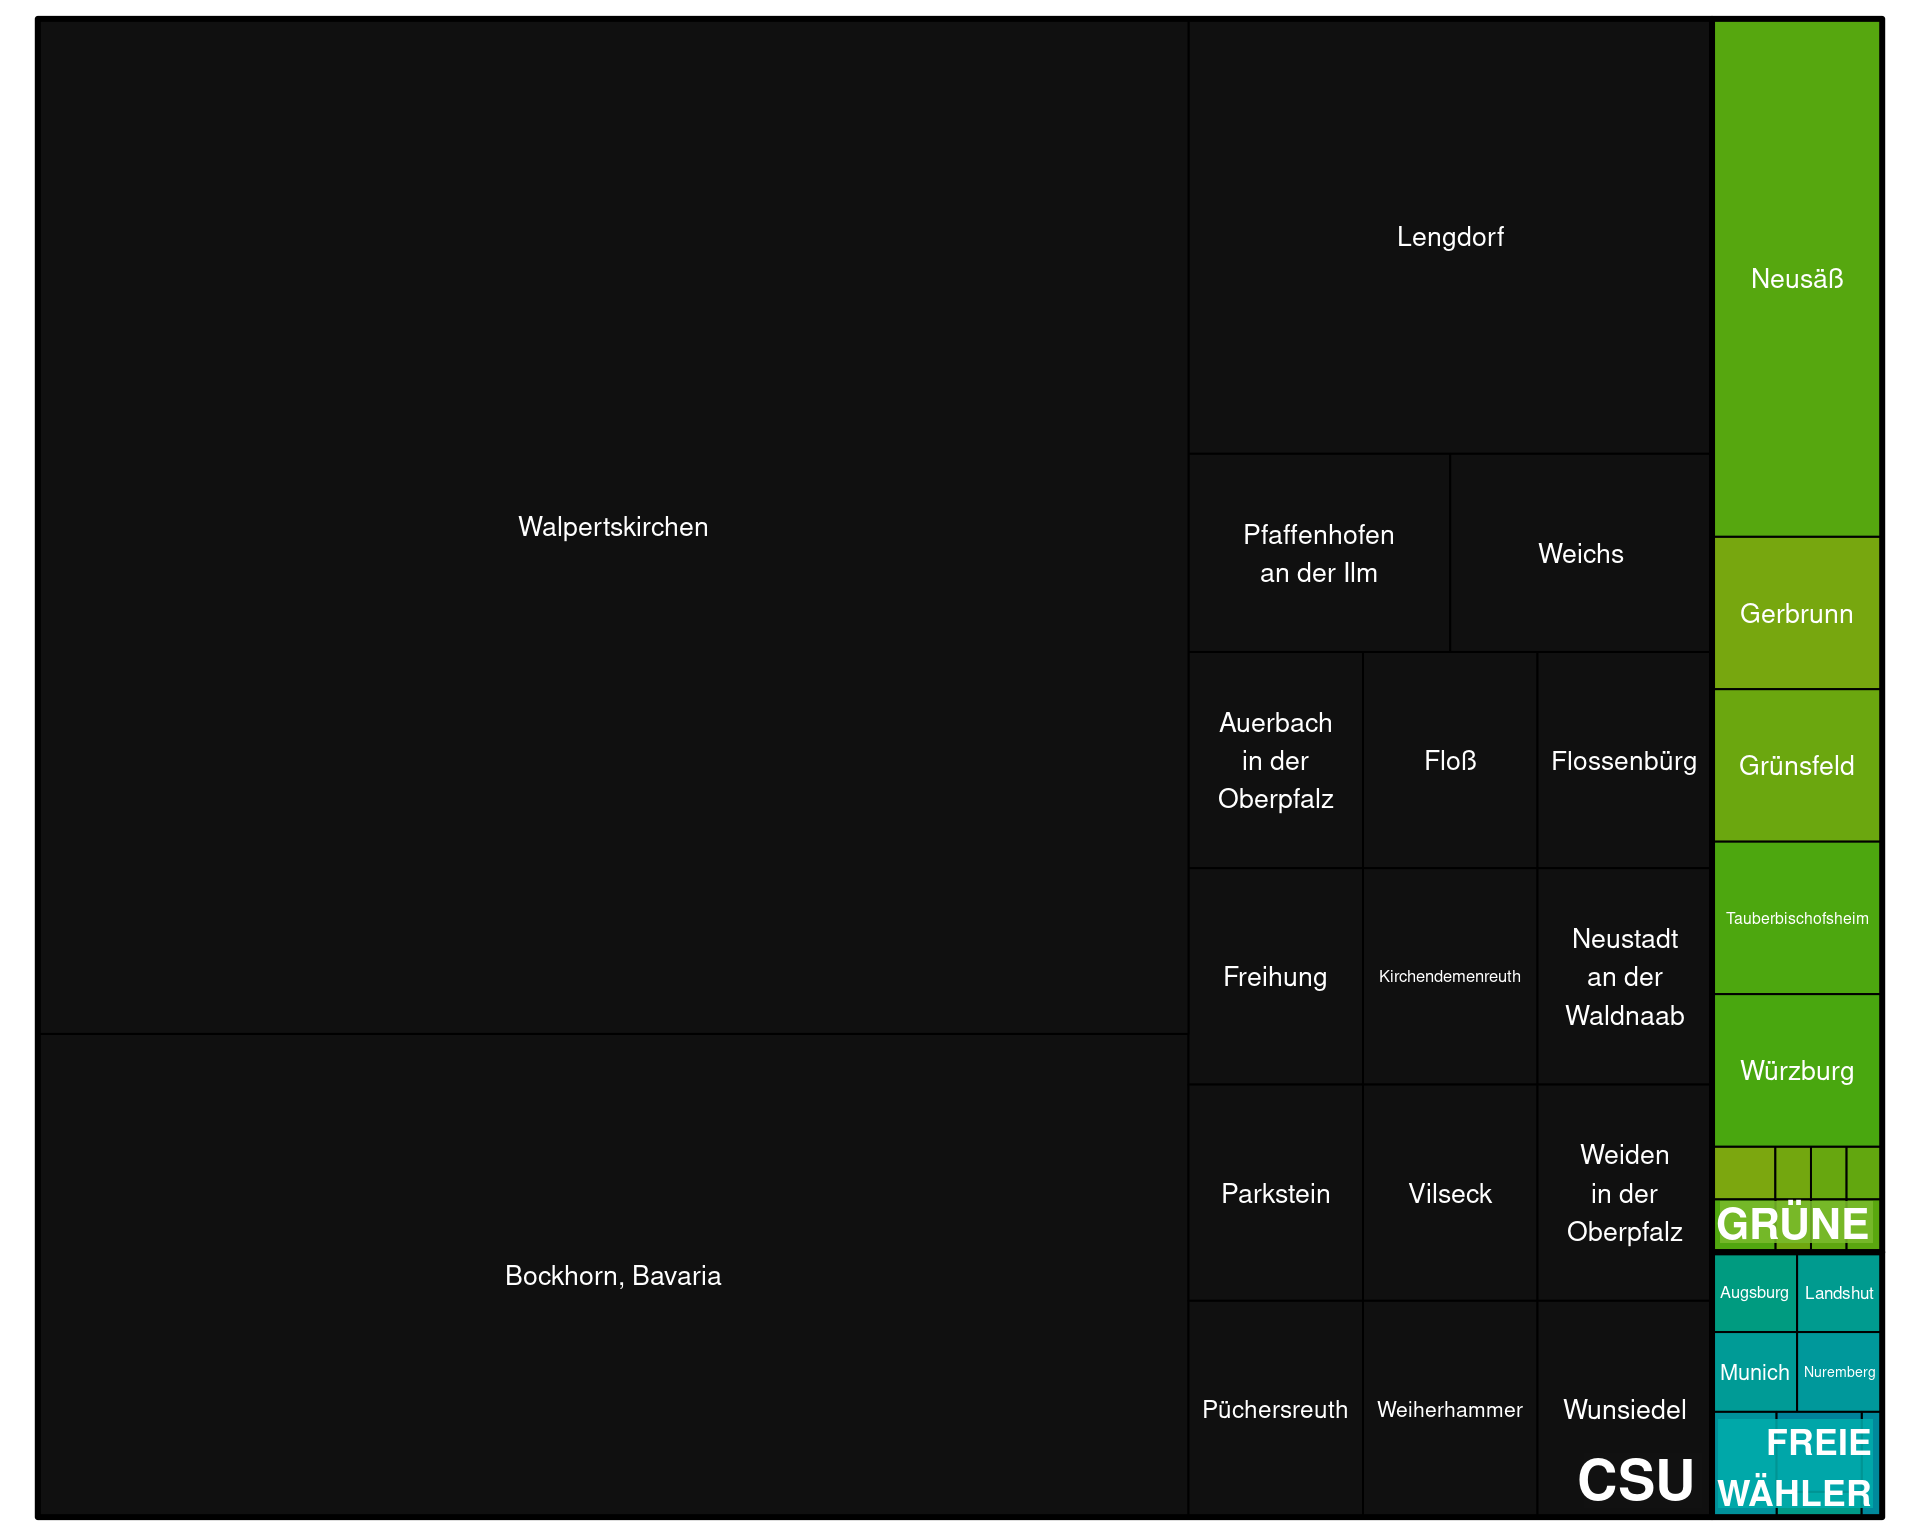 Walpertskirchen
Bockhorn, Bavaria
Lengdorf
Pfaffenhofen
an der Ilm
Weichs
Auerbach
in der
Oberpfalz
Floß
Flossenbürg
Freihung
Kirchendemenreuth
Neustadt
an der
Waldnaab
Parkstein
Vilseck
Weiden
in der
Oberpfalz
Püchersreuth
Weiherhammer
Wunsiedel
CSU
Neusäß
Gerbrunn
Grünsfeld
Tauberbischofsheim
Würzburg
GRÜNE
Augsburg
Landshut
Munich
Nuremberg
FREIE
WÄHLER